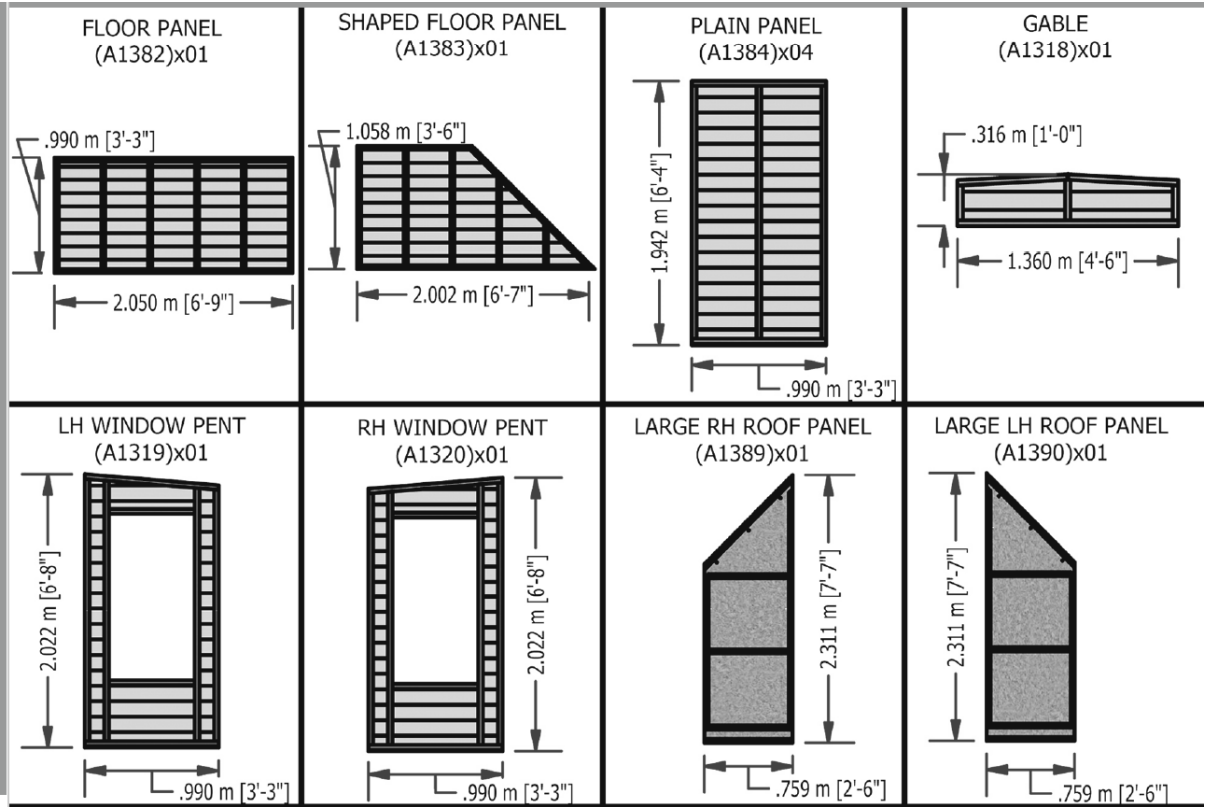 FLOOR PANEL
(A1382)x01
.990 m [3'-3"]
2.050 m [6'-9"]
SHAPED FLOOR PANEL
(A1383)x01
1.058 m [3'-6"]
2.002 m [6'-7"]
PLAIN PANEL
(A1384)x04
1.942 m [6'-4"]
.990 m [3'-3"]
GABLE
(A1318)x01
.316 m [1'-0"]
1.360 m [4'-6"]
LH WINDOW PENT
(A1319)x01
2.022 m [6'-8"]
.990 m [3'-3"]
RH WINDOW PENT
(A1320)x01
2.022 m [6'-8"]
.990 m [3'-3"]
LARGE RH ROOF PANEL
(A1389)x01
2.311 m [7'-7"]
.759 m [2'-6"]
LARGE LH ROOF PANEL
(A1390)x01
2.311 m [7'-7"]
.759 m [2'-6"]